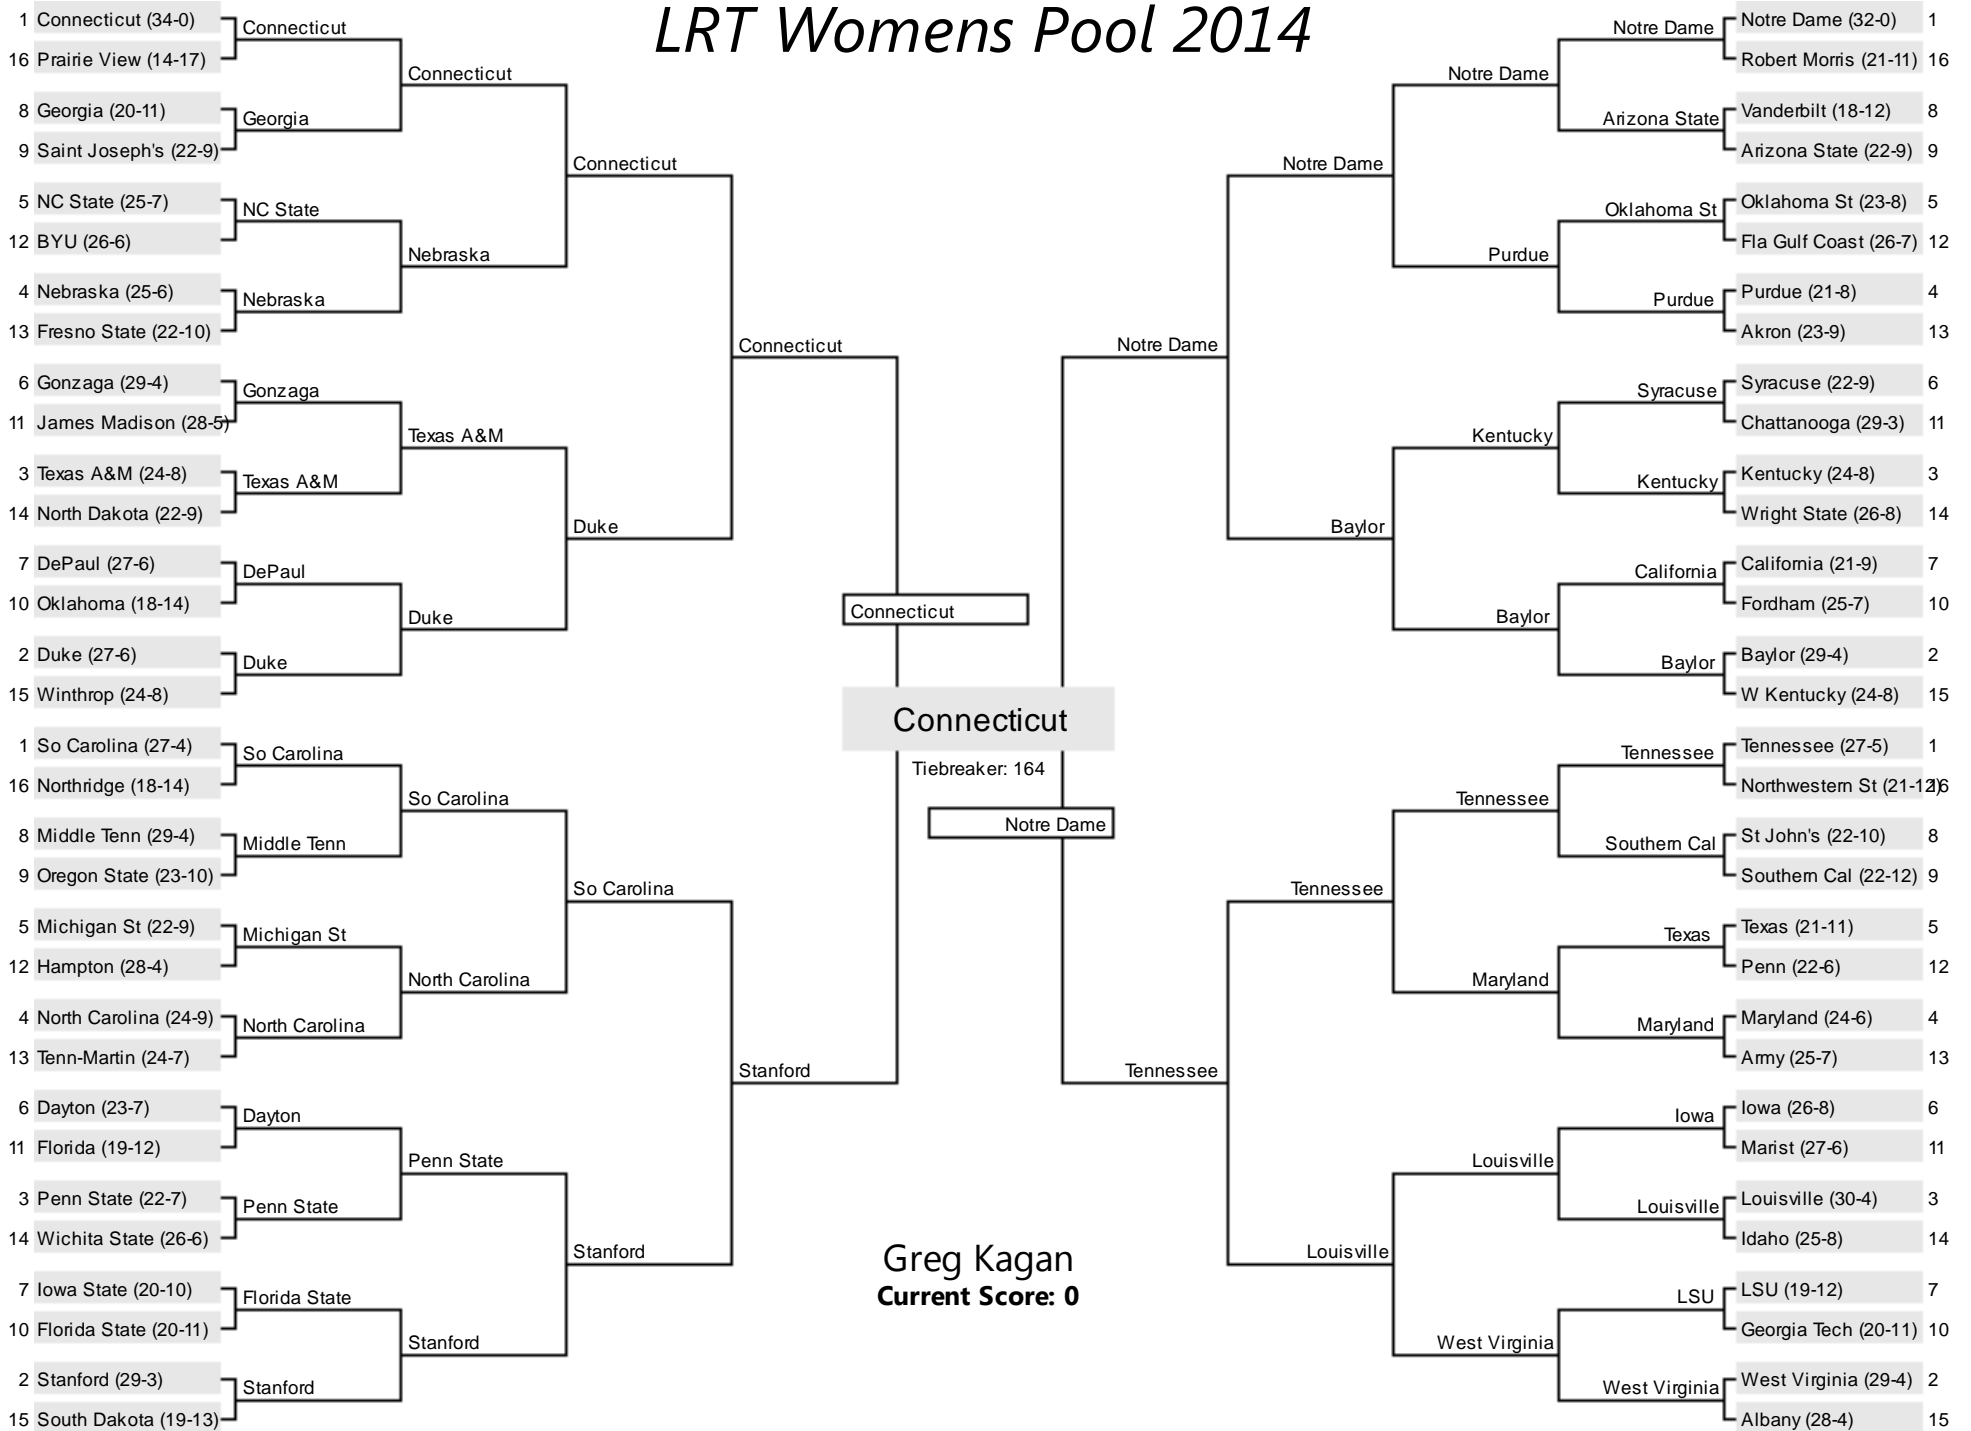 LRT Womens Pool 2014
1 Connecticut (34-0)
16 Prairie View (14-17)
8 Georgia (20-11)
9 Saint Joseph's (22-9)
5 NC State (25-7)
12 BYU (26-6)
4 Nebraska (25-6)
13 Fresno State (22-10)
6 Gonzaga (29-4)
11 James Madison (28-5)
3 Texas A&M (24-8)
14 North Dakota (22-9)
7 DePaul (27-6)
10 Oklahoma (18-14)
2 Duke (27-6)
15 Winthrop (24-8)
1 So Carolina (27-4)
16 Northridge (18-14)
8 Middle Tenn (29-4)
9 Oregon State (23-10)
5 Michigan St (22-9)
12 Hampton (28-4)
4 North Carolina (24-9)
13 Tenn-Martin (24-7)
6 Dayton (23-7)
11 Florida (19-12)
3 Penn State (22-7)
14 Wichita State (26-6)
7 Iowa State (20-10)
10 Florida State (20-11)
2 Stanford (29-3)
15 South Dakota (19-13)
Connecticut
Georgia
NC State
Nebraska
Gonzaga
Texas A&M
DePaul
Duke
So Carolina
Middle Tenn
Michigan St
North Carolina
Dayton
Penn State
Florida State
Stanford
Connecticut
Nebraska
Texas A&M
Duke
So Carolina
North Carolina
Penn State
Stanford
Connecticut
Duke
So Carolina
Stanford
Connecticut
Stanford
Connecticut
Connecticut
Tiebreaker: 164
Notre Dame
Greg Kagan
Current Score: 0
Notre Dame
Tennessee
Notre Dame
Baylor
Tennessee
Louisville
Notre Dame
Purdue
Kentucky
Baylor
Tennessee
Maryland
Louisville
West Virginia
Notre Dame
Arizona State
Oklahoma St
Purdue
Syracuse
Kentucky
California
Baylor
Tennessee
Southern Cal
Texas
Maryland
Iowa
Louisville
LSU
West Virginia
Notre Dame (32-0) 1
Robert Morris (21-11) 16
Vanderbilt (18-12) 8
Arizona State (22-9) 9
Oklahoma St (23-8) 5
Fla Gulf Coast (26-7) 12
Purdue (21-8) 4
Akron (23-9) 13
Syracuse (22-9) 6
Chattanooga (29-3) 11
Kentucky (24-8) 3
Wright State (26-8) 14
California (21-9) 7
Fordham (25-7) 10
Baylor (29-4) 2
W Kentucky (24-8) 15
Tennessee (27-5) 1
Northwestern St (21-12) 16
St John's (22-10) 8
Southern Cal (22-12) 9
Texas (21-11) 5
Penn (22-6) 12
Maryland (24-6) 4
Army (25-7) 13
Iowa (26-8) 6
Marist (27-6) 11
Louisville (30-4) 3
Idaho (25-8) 14
LSU (19-12) 7
Georgia Tech (20-11) 10
West Virginia (29-4) 2
Albany (28-4) 15